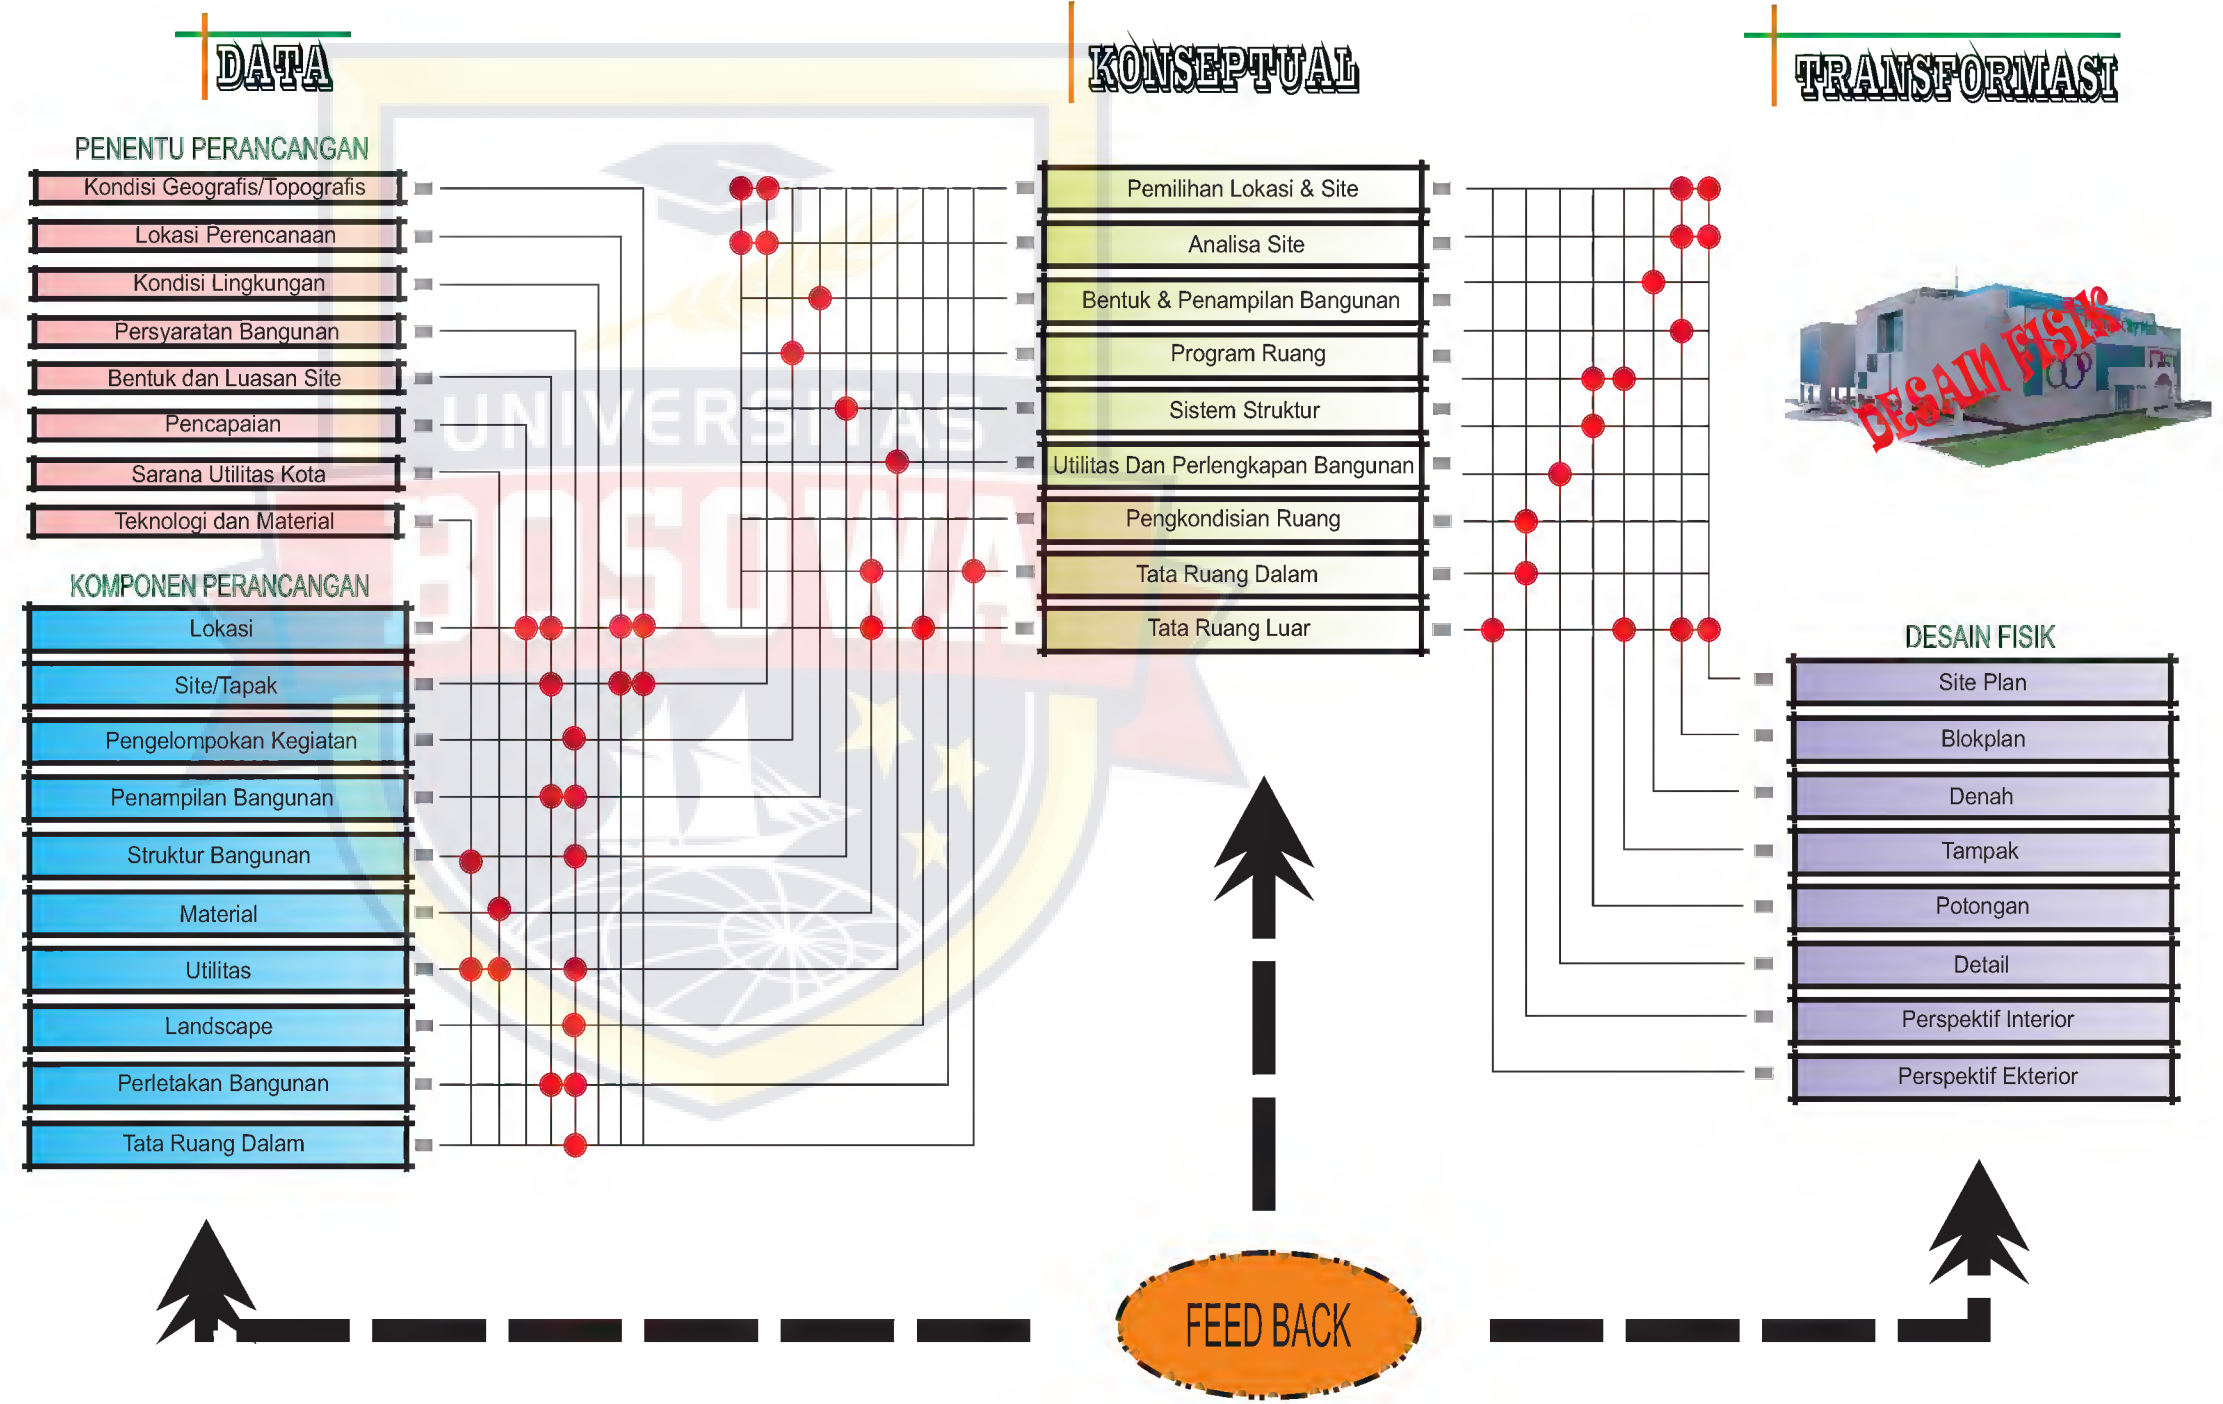 DATA
KONSEPTUAL
TRANSFORMASI
PENENTU PERANCANGAN
Kondisi Geografis/Topografis
Lokasi Perencanaan
Kondisi Lingkungan
Persyaratan Bangunan
Bentuk dan Luasan Site
Pencapaian
Sarana Utilitas Kota
Teknologi dan Material
KOMPONEN PERANCANGAN
Lokasi
Site/Tapak
Pengelompokan Kegiatan
Penampilan Bangunan
Struktur Bangunan
Material
Utilitas
Landscape
Perletakan Bangunan
Tata Ruang Dalam
UNIVERSITAS
BOSOWA
Pemilihan Lokasi & Site
Analisa Site
Bentuk & Penampilan Bangunan
Program Ruang
Sistem Struktur
Utilitas Dan Perlengkapan Bangunan
Pengkondisian Ruang
Tata Ruang Dalam
Tata Ruang Luar
DESAIN FISIK
DESAIN FISIK
Site Plan
Blokplan
Denah
Tampak
Potongan
Detail
Perspektif Interior
Perspektif Ekterior
FEED BACK